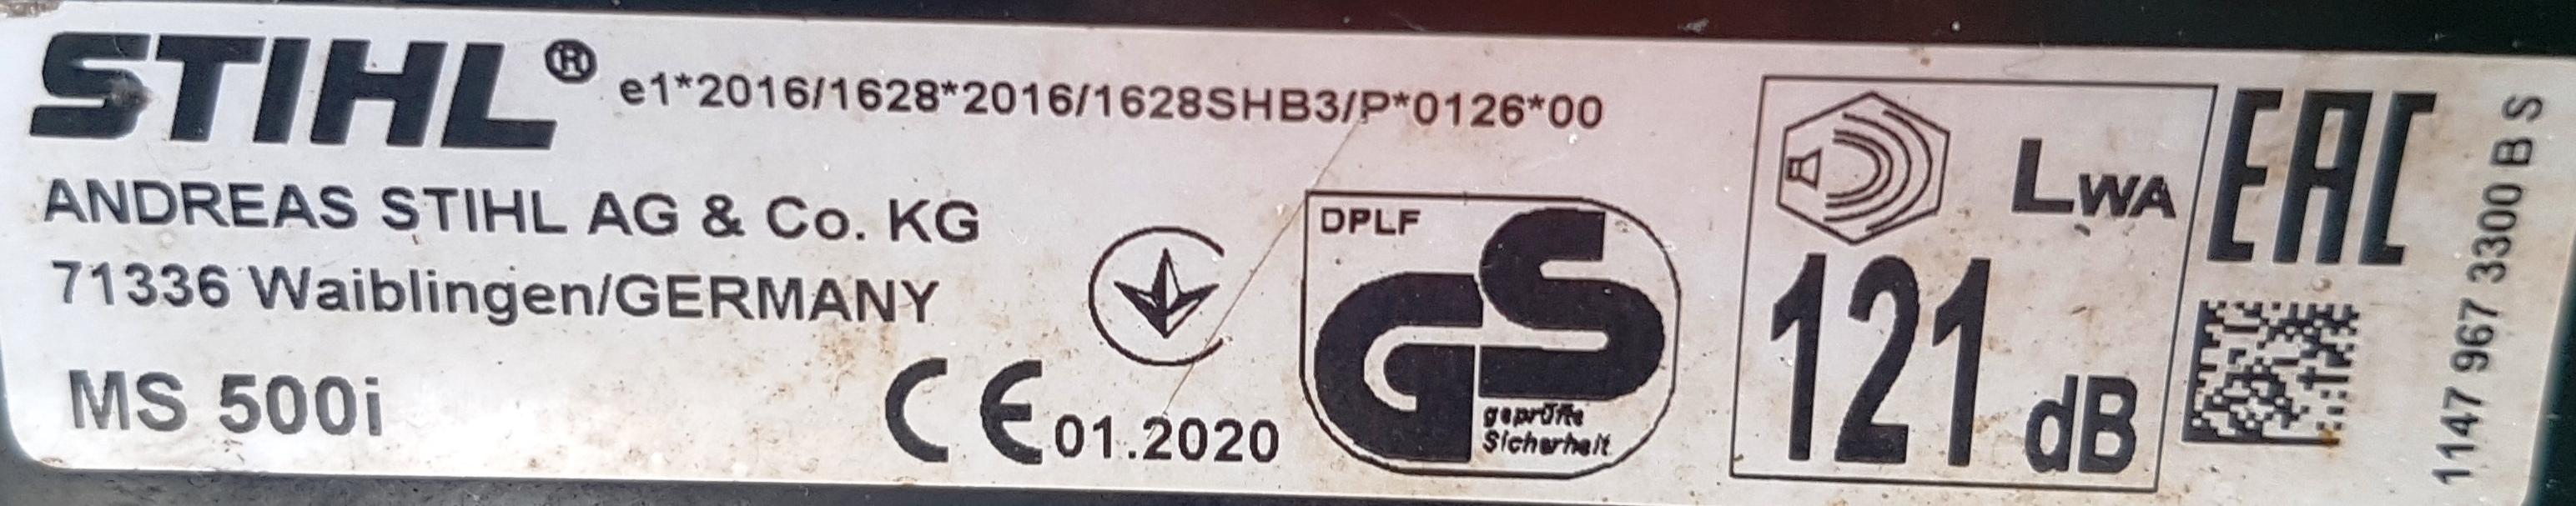 STIHL®
e1*2016/1628*2016/1628SHB3/P*0126*00
ANDREAS STIHL AG & Co. KG
71336 Waiblingen/GERMANY
MS 500i
CE 01.2020
DPLF
GS
geprüfte
Sicherheit
LWA
121 dB
EAC
1147 967 3300 B S